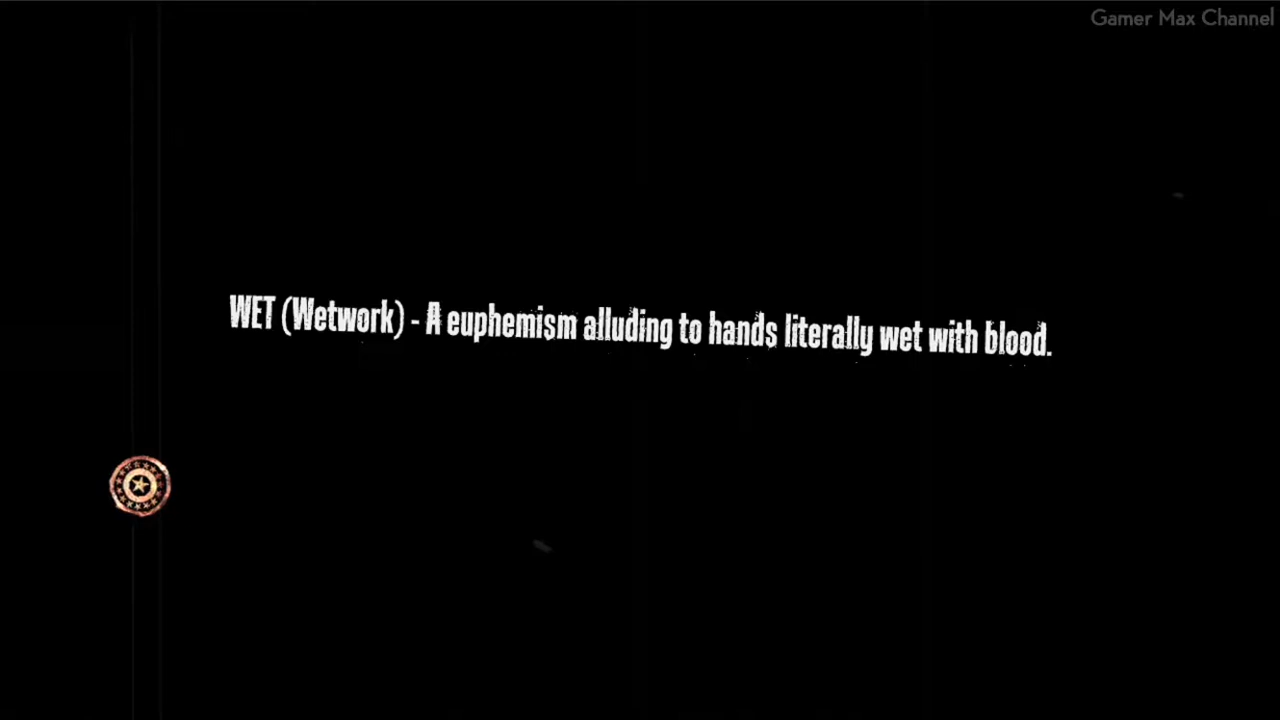 Gamer Max Channel
WET (Wetwork) - A euphemism alluding to hands literally wet with blood.